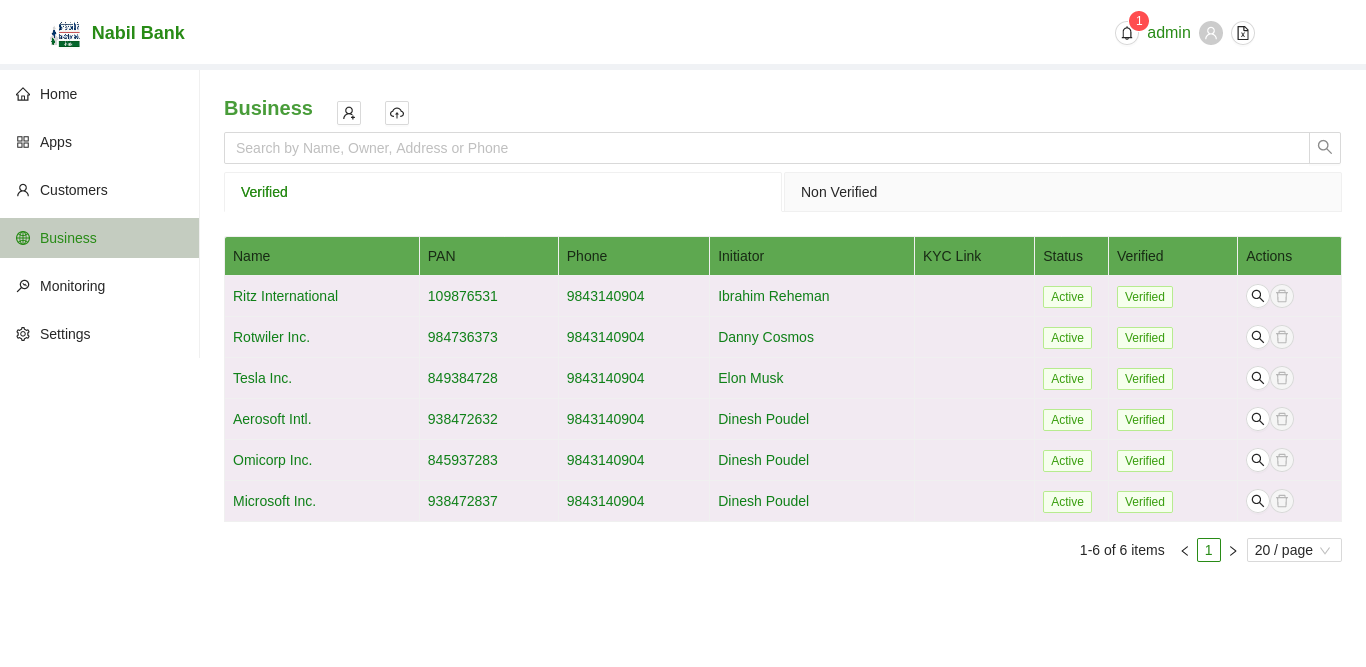 Nabil Bank
1
admin
Home
Apps
Customers
Business
Monitoring
Settings
Business
Search by Name, Owner, Address or Phone
Verified Non Verified
Name PAN Phone Initiator KYC Link Status Verified Actions
Ritz International 109876531 9843140904 Ibrahim Reheman Active Verified
Rotwiler Inc. 984736373 9843140904 Danny Cosmos Active Verified
Tesla Inc. 849384728 9843140904 Elon Musk Active Verified
Aerosoft Intl. 938472632 9843140904 Dinesh Poudel Active Verified
Omicorp Inc. 845937283 9843140904 Dinesh Poudel Active Verified
Microsoft Inc. 938472837 9843140904 Dinesh Poudel Active Verified
1-6 of 6 items 1 20 / page